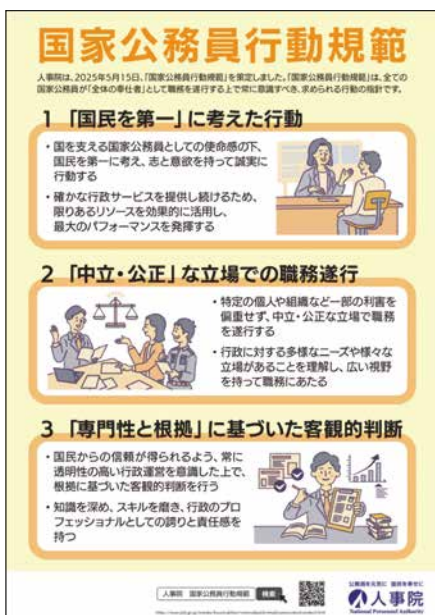 国家公務員行動規範
人事院は、2025年5月15日、「国家公務員行動規範」を策定しました。「国家公務員行動規範」は、全ての
国家公務員が「全体の奉仕者」として職務を遂行する上で常に意識すべき、求められる行動の指針です。
1 「国民を第一」に考えた行動
・国を支える国家公務員としての使命感の下、
国民を第一に考え、志と意欲を持って誠実に
行動する
・確かな行政サービスを提供し続けるため、
限りあるリソースを効果的に活用し、
最大のパフォーマンスを発揮する
2 「中立・公正」な立場での職務遂行
・特定の個人や組織など一部の利害を
偏重せず、中立・公正な立場で職務
を遂行する
・行政に対する多様なニーズや様々な
立場があることを理解し、広い視野
を持って職務にあたる
3 「専門性と根拠」に基づいた客観的判断
・国民からの信頼が得られるよう、常に
透明性の高い行政運営を意識した上で、
根拠に基づいた客観的判断を行う
・知識を深め、スキルを磨き、行政のプロ
フェッショナルとしての誇りと責任感を
持つ
人事院 国家公務員行動規範 検索
公務員を元気に 国民を幸せに
人事院
National Personnel Authority